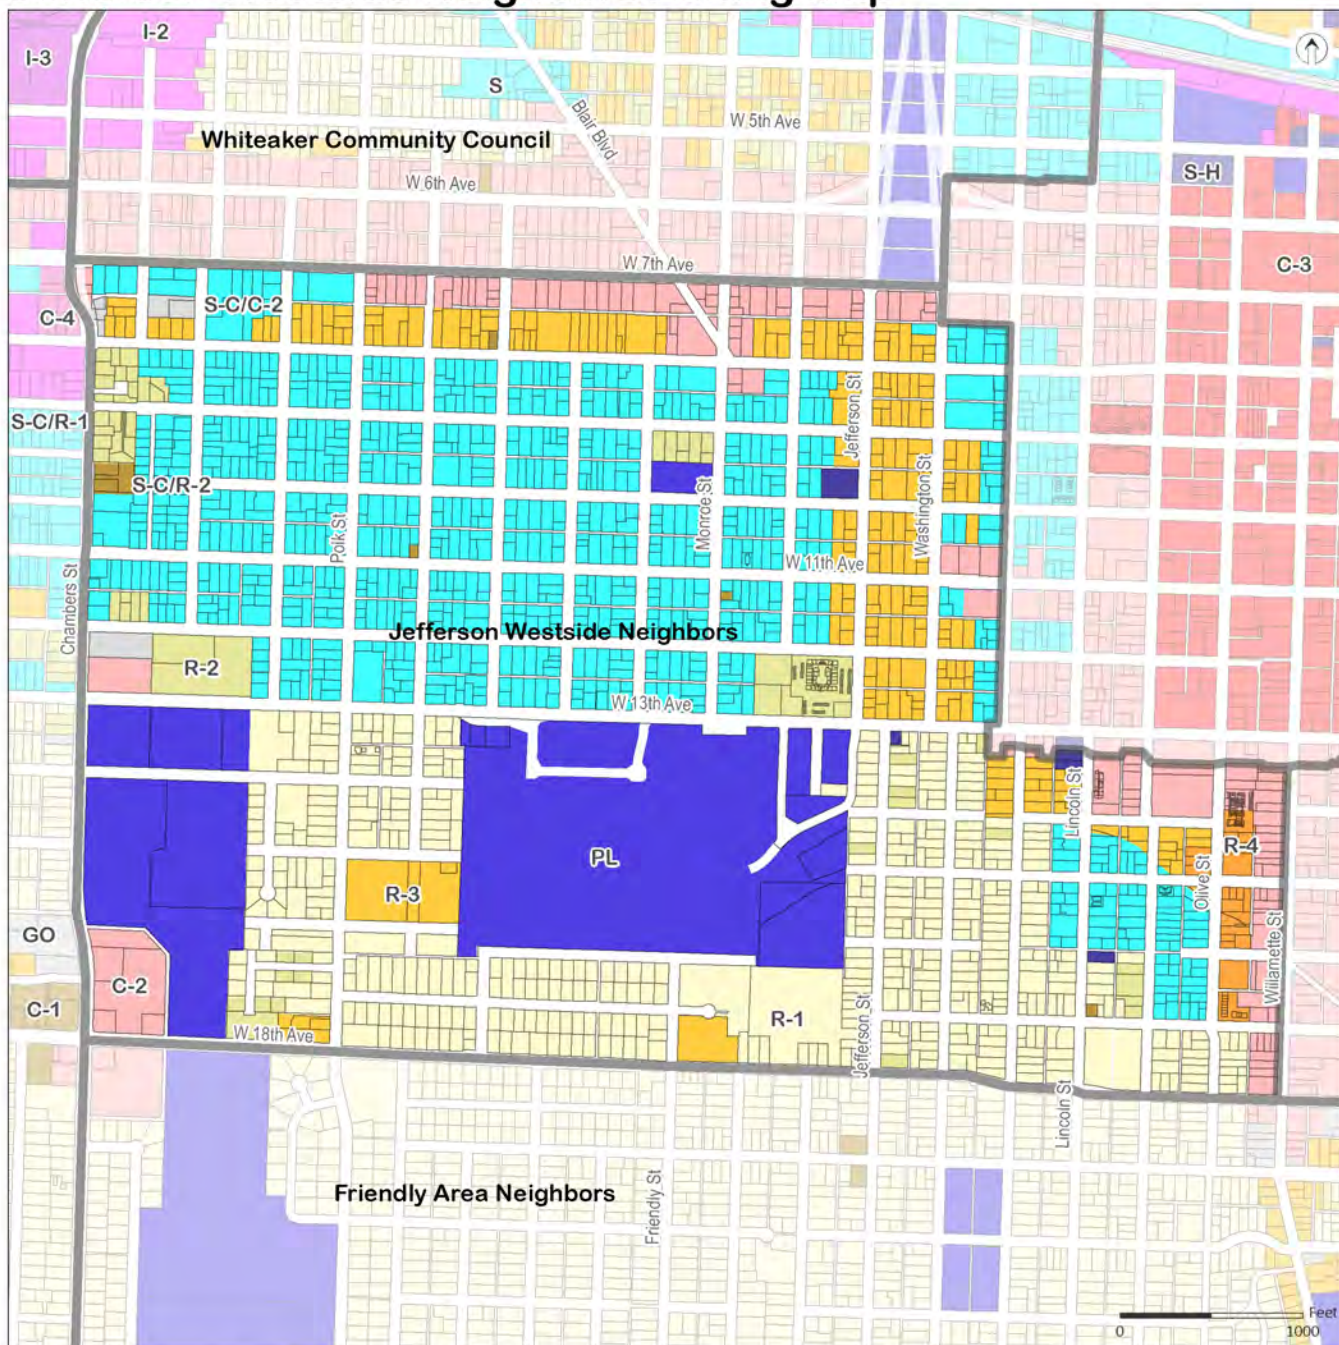 I-2
I-3
S
Blair Blvd
W 5th Ave
Whiteaker Community Council
W 6th Ave
S-H
W 7th Ave
C-3
S-C/C-2
C-4
Jefferson St
S-C/R-1
S-C/R-2
Washington St
Monroe St
Polk St
W 11th Ave
Chambers St
Jefferson Westside Neighbors
R-2
W 13th Ave
Lincoln St
PL
R-4
R-3
Olive St
GO
Willamette St
C-2
C-1
R-1
W 18th Ave
Jefferson St
Lincoln St
Friendly Area Neighbors
Friendly St
Feet
0
1000